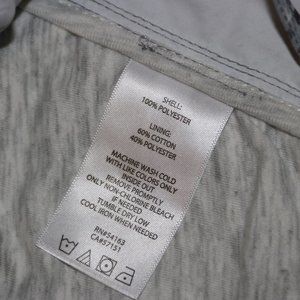 SHELL:
100% POLYESTER
LINING:
60% COTTON
40% POLYESTER
MACHINE WASH COLD
WITH LIKE COLORS ONLY
INSIDE OUT
REMOVE PROMPTLY
ONLY NON-CHLORINE BLEACH
IF NEEDED
TUMBLE DRY LOW
COOL IRON WHEN NEEDED
RN#54163
CA#57151